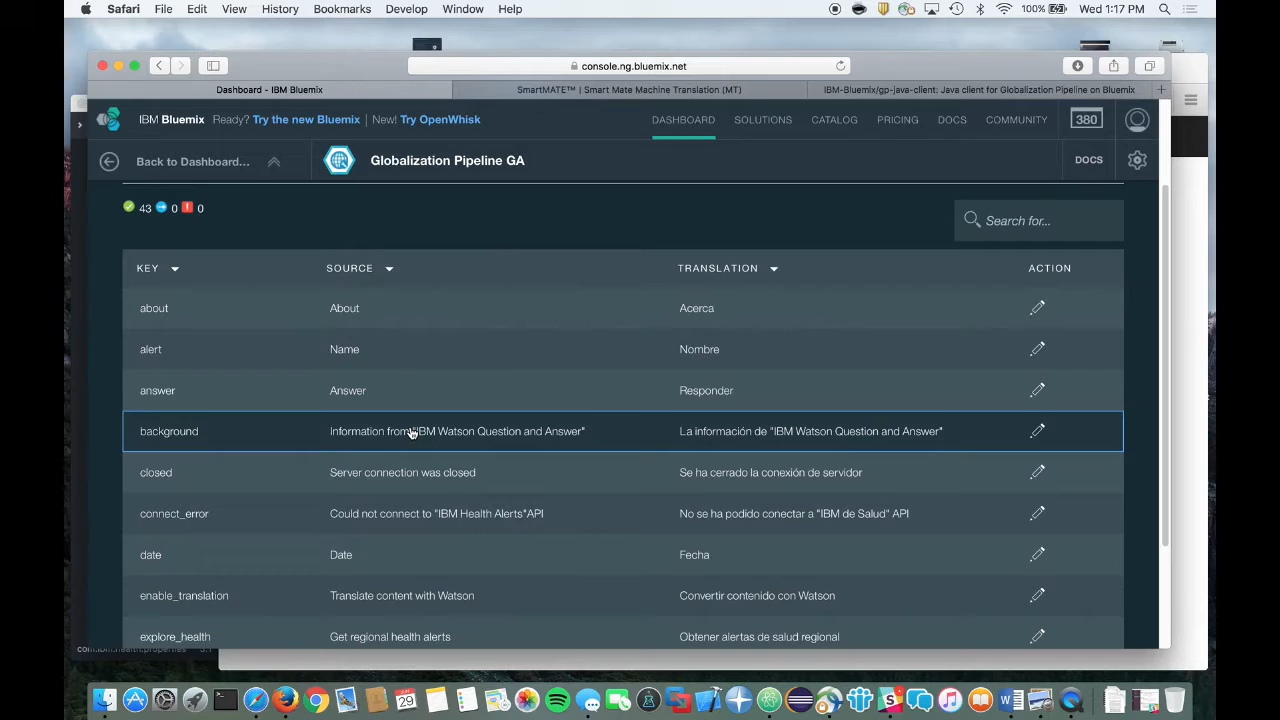 Safari File Edit View History Bookmarks Develop Window Help 100% Wed 1:17 PM
console.ng.bluemix.net
Dashboard - IBM Bluemix SmartMATE™ | Smart Mate Machine Translation (MT) IBM-Bluemix/gp-java-client: Java client for Globalization Pipeline on Bluemix
IBM Bluemix Ready? Try the new Bluemix | New! Try OpenWhisk DASHBOARD SOLUTIONS CATALOG PRICING DOCS COMMUNITY 380
Back to Dashboard... Globalization Pipeline GA DOCS
43 0 0
Search for...
KEY SOURCE TRANSLATION ACTION
about About Acerca
alert Name Nombre
answer Answer Responder
background Information from "IBM Watson Question and Answer" La información de "IBM Watson Question and Answer"
closed Server connection was closed Se ha cerrado la conexión de servidor
connect_error Could not connect to "IBM Health Alerts"API No se ha podido conectar a "IBM de Salud" API
date Date Fecha
enable_translation Translate content with Watson Convertir contenido con Watson
explore_health Get regional health alerts Obtener alertas de salud regional
com.ibm.health.properties